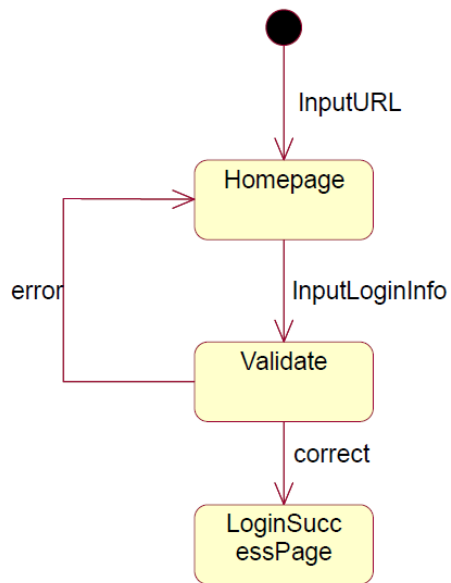 InputURL
Homepage
error
InputLoginInfo
Validate
correct
LoginSucc
essPage